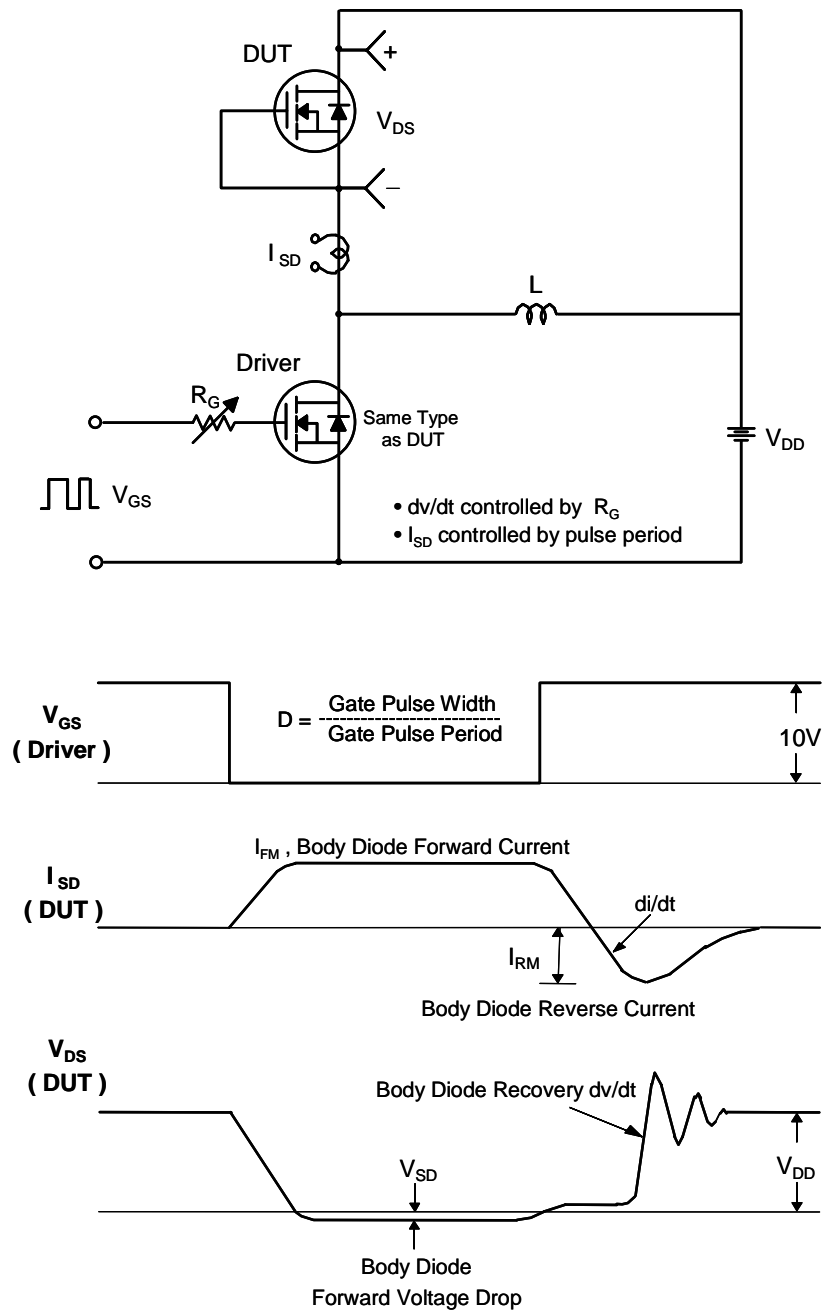 DUT
+
V_DS
–
I_SD
L
Driver
R_G
Same Type
as DUT
V_DD
V_GS
• dv/dt controlled by R_G
• I_SD controlled by pulse period
V_GS
( Driver )
D = Gate Pulse Width
Gate Pulse Period
10V
I_FM , Body Diode Forward Current
I_SD
( DUT )
di/dt
I_RM
Body Diode Reverse Current
V_DS
( DUT )
Body Diode Recovery dv/dt
V_SD
V_DD
Body Diode
Forward Voltage Drop